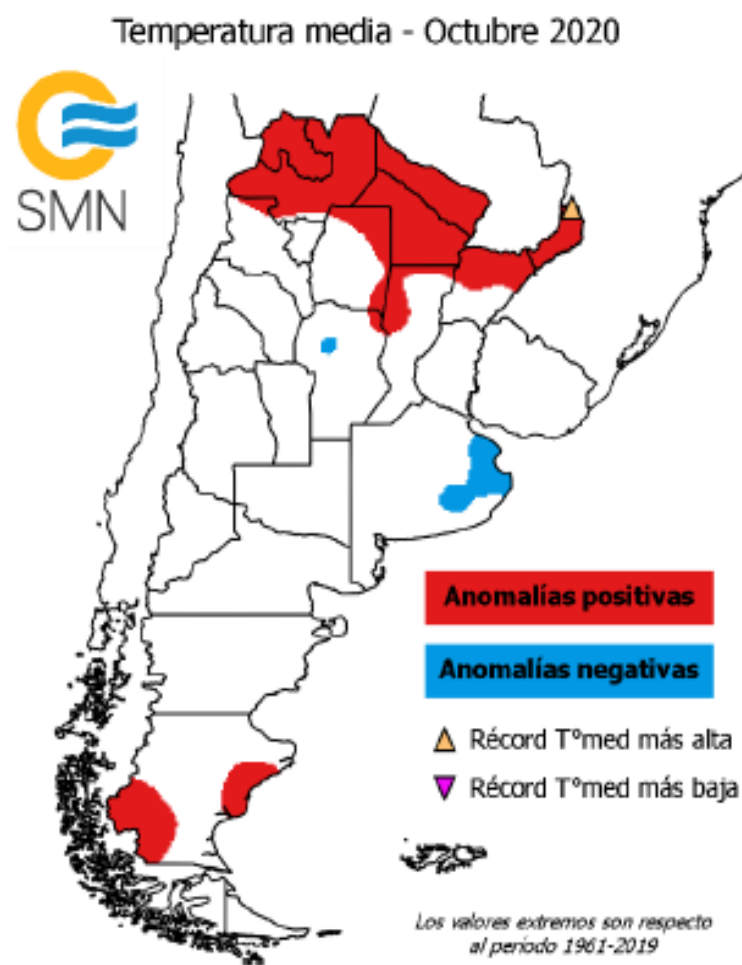 Temperatura media - Octubre 2020
SMN
Anomalías positivas
Anomalías negativas
Récord T°med más alta
Récord T°med más baja
Los valores extremos son respecto
al período 1961-2019